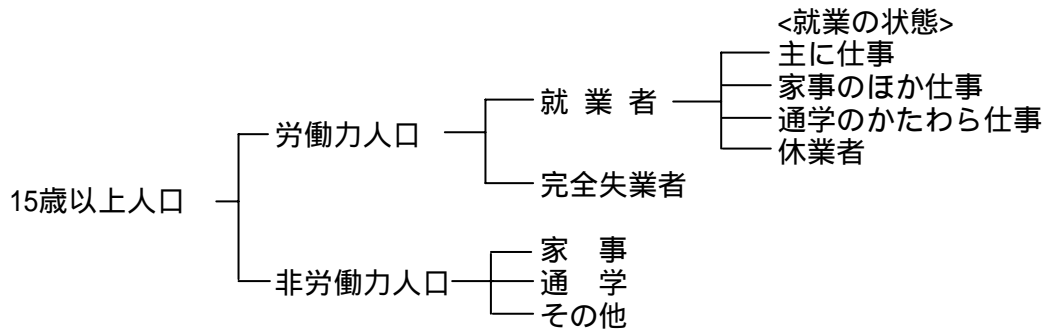 <就業の状態>
主に仕事
就 業 者
家事のほか仕事
労働力人口
通学のかたわら仕事
休業者
15歳以上人口
完全失業者
家　事
非労働力人口
通　学
その他